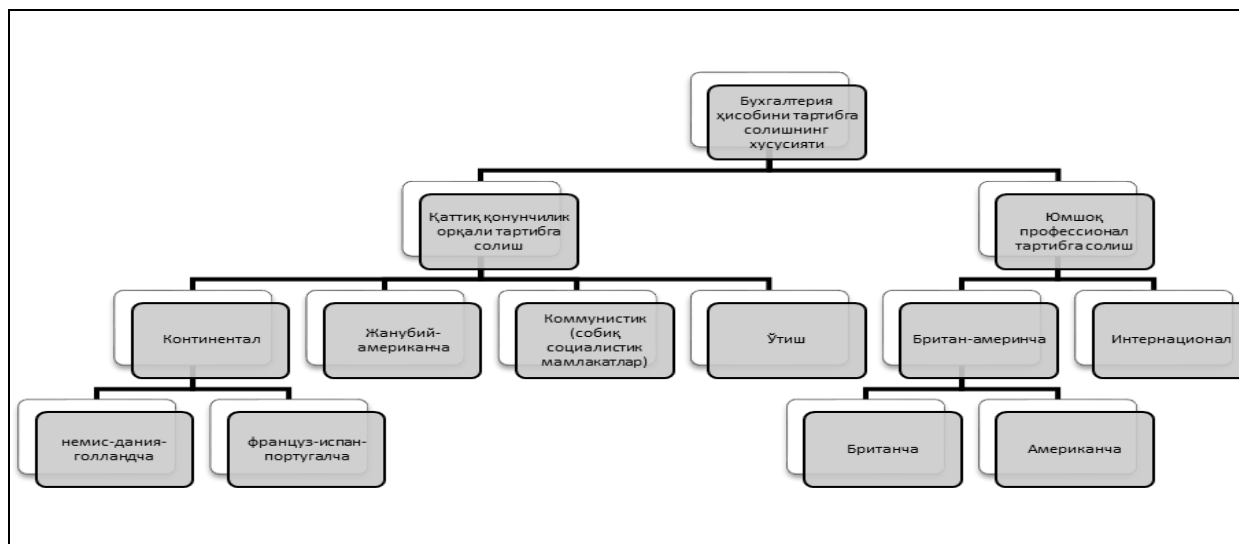 Бухгалтерия
ҳисобини тартибга
солишнинг
хусусияти
Қаттиқ қонунчилик
орқали тартибга
солиш
Юмшоқ
профессионал
тартибга солиш
Континентал
Жанубий-
американча
Коммунистик
(собиқ
социалистик
мамлакатлар)
Ўтиш
Британ-америнча
Интернационал
немис-дания-
голландча
француз-испан-
португалча
Британча
Американча